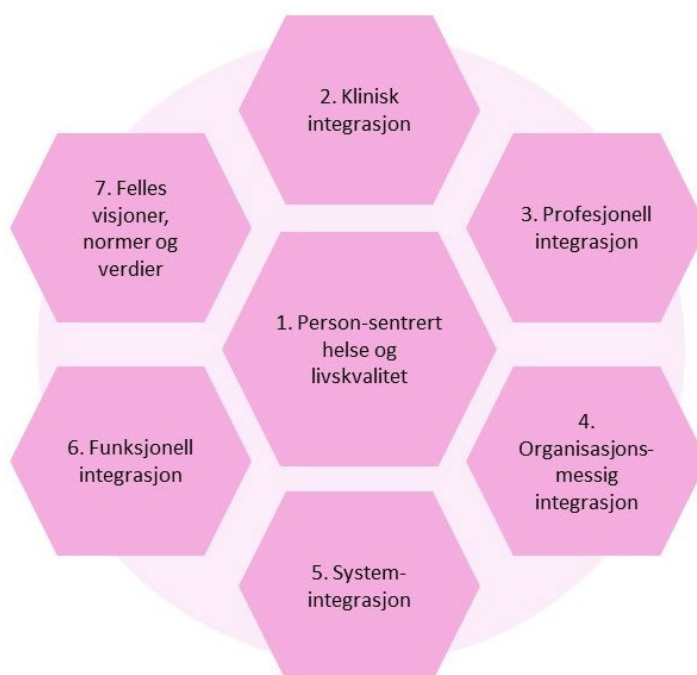 1. Person-sentrert
helse og
livskvalitet
2. Klinisk
integrasjon
3. Profesjonell
integrasjon
4.
Organisasjons-
messig
integrasjon
5. System-
integrasjon
6. Funksjonell
integrasjon
7. Felles
visjoner,
normer og
verdier